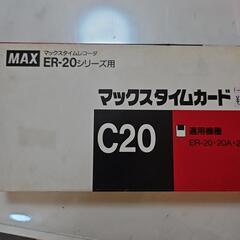 MAX
マックスタイムレコーダ
ER-20シリーズ用
マックスタイムカード
C20
適用機種
ER-20・20A・2